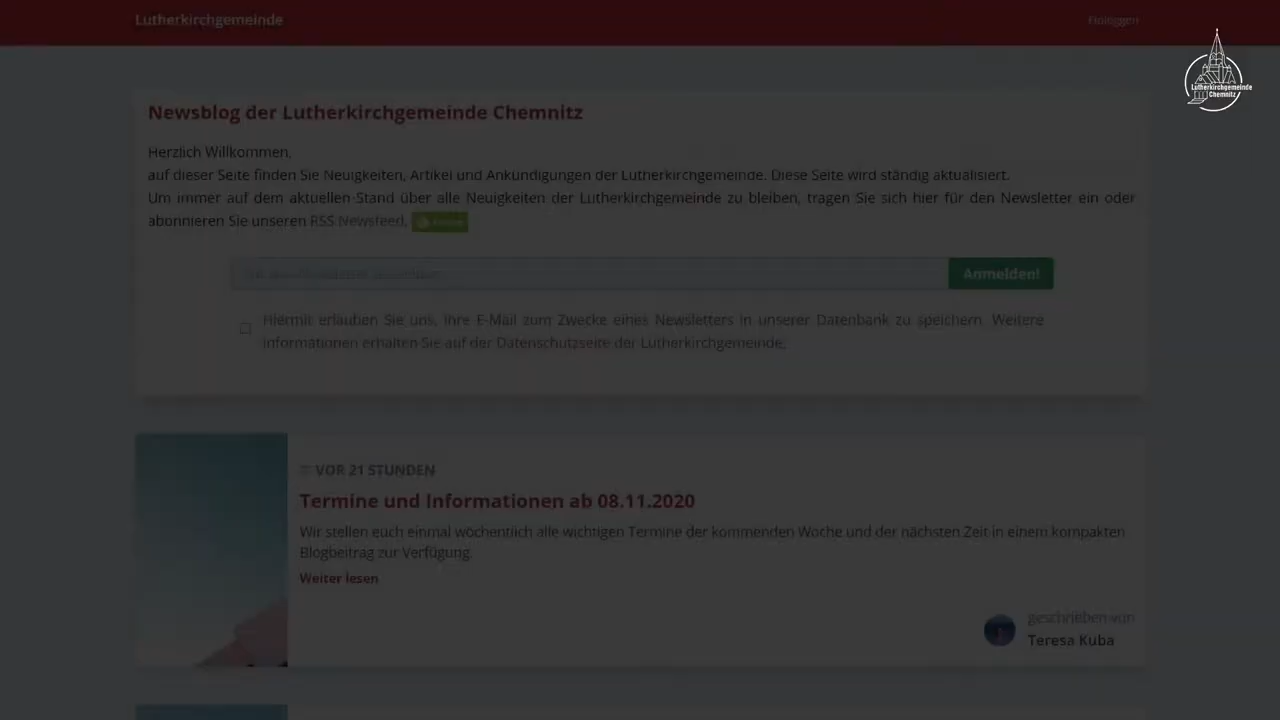 Lutherkirchgemeinde
Einloggen
Lutherkirchgemeinde
Chemnitz
Newsblog der Lutherkirchgemeinde Chemnitz
Herzlich Willkommen,
auf dieser Seite finden Sie Neuigkeiten, Artikel und Ankündigungen der Lutherkirchgemeinde. Diese Seite wird ständig aktualisiert.
Um immer auf dem aktuellen Stand über alle Neuigkeiten der Lutherkirchgemeinde zu bleiben, tragen Sie sich hier für den Newsletter ein oder
abonnieren Sie unseren RSS Newsfeed.
Anmelden!
Hiermit erlauben Sie uns, Ihre E-Mail zum Zwecke eines Newsletters in unserer Datenbank zu speichern. Weitere
Informationen erhalten Sie auf der Datenschutzseite der Lutherkirchgemeinde.
VOR 21 STUNDEN
Termine und Informationen ab 08.11.2020
Wir stellen euch einmal wöchentlich alle wichtigen Termine der kommenden Woche und der nächsten Zeit in einem kompakten
Blogbeitrag zur Verfügung.
Weiter lesen
geschrieben von
Teresa Kuba